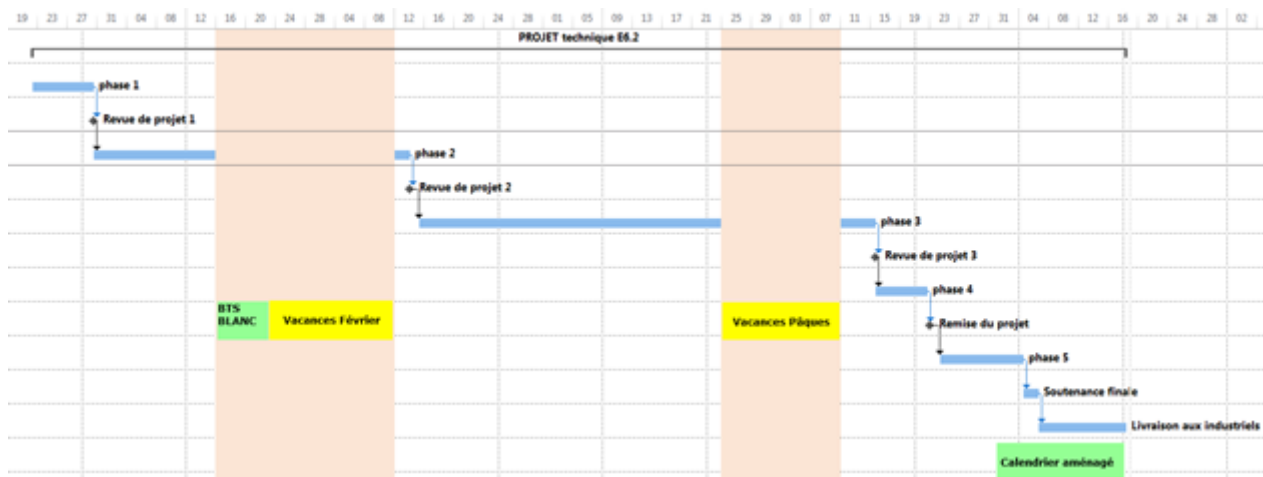 19 23 27 31 04 08 12 20 24 28 04 08 12 16 20 24 28 01 05 09 13 17 21 25 29 03 07 11 15 19 23 27 31 04 08 12 16 20 24 28 02
PROJET technique E6.2
phase 1
Revue de projet 1
phase 2
Revue de projet 2
phase 3
Revue de projet 3
phase 4
BTS
BLANC
Vacances Février
Vacances Pâques
Remise du projet
phase 5
Soutenance finale
Livraison aux industriels
Calendrier aménagé